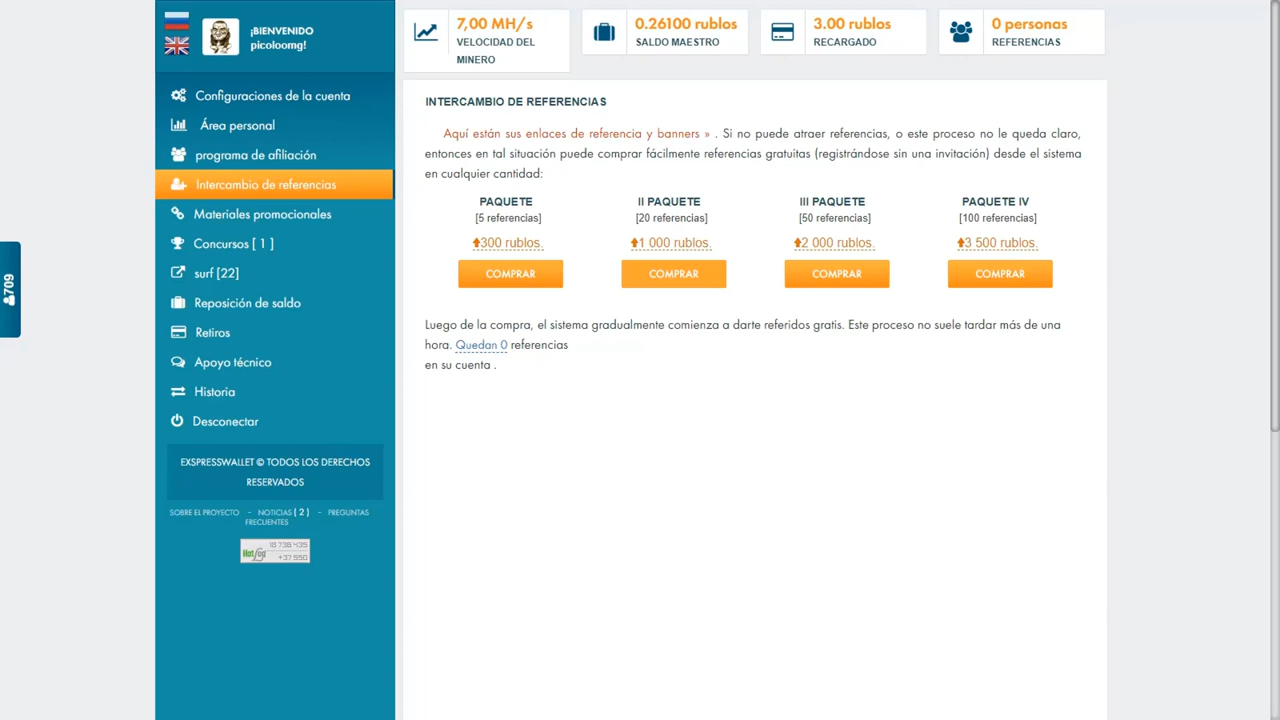 ¡BIENVENIDO
picoloomg!
7,00 MH/s
VELOCIDAD DEL
MINERO
0.26100 rublos
SALDO MAESTRO
3.00 rublos
RECARGADO
0 personas
REFERENCIAS
Configuraciones de la cuenta
Área personal
programa de afiliación
Intercambio de referencias
Materiales promocionales
Concursos [ 1 ]
surf [22]
Reposición de saldo
Retiros
Apoyo técnico
Historia
Desconectar
EXSPRESSWALLET © TODOS LOS DERECHOS
RESERVADOS
SOBRE EL PROYECTO - NOTICIAS ( 2 ) - PREGUNTAS
FRECUENTES
HotLog
18 738 435
+37 550
709
INTERCAMBIO DE REFERENCIAS
Aquí están sus enlaces de referencia y banners » . Si no puede atraer referencias, o este proceso no le queda claro,
entonces en tal situación puede comprar fácilmente referencias gratuitas (registrándose sin una invitación) desde el sistema
en cualquier cantidad:
PAQUETE
[5 referencias]
300 rublos.
COMPRAR
II PAQUETE
[20 referencias]
1 000 rublos.
COMPRAR
III PAQUETE
[50 referencias]
2 000 rublos.
COMPRAR
PAQUETE IV
[100 referencias]
3 500 rublos.
COMPRAR
Luego de la compra, el sistema gradualmente comienza a darte referidos gratis. Este proceso no suele tardar más de una
hora. Quedan 0 referencias
en su cuenta .